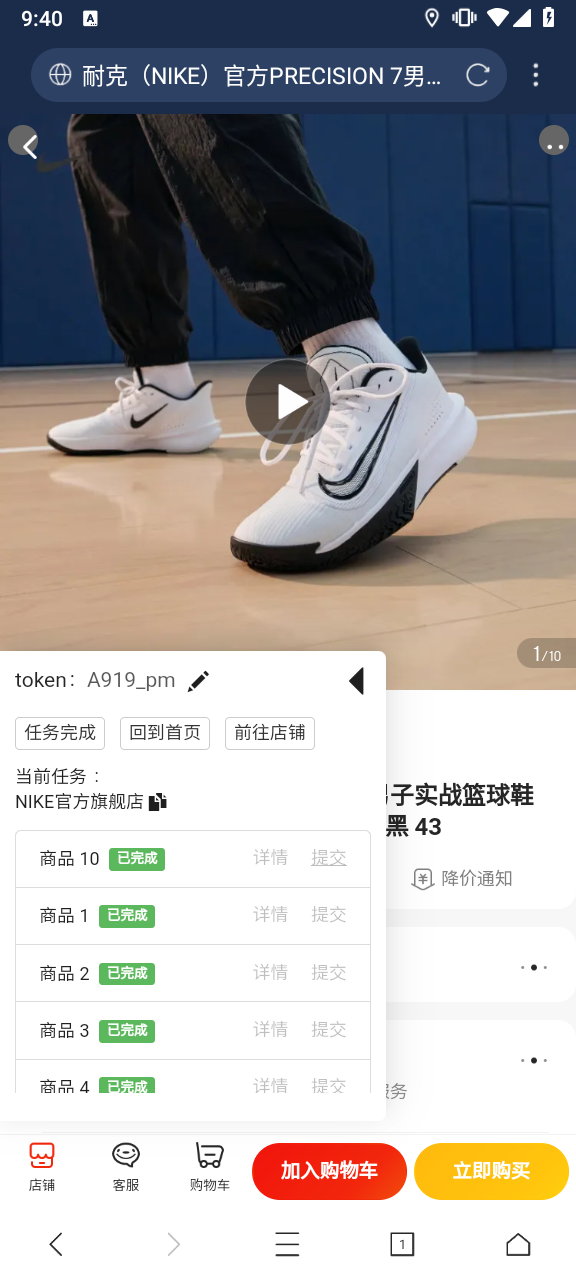 9:40
A
耐克（NIKE）官方PRECISION 7男...
1/10
token： A919_pm
任务完成 回到首页 前往店铺
当前任务：
NIKE官方旗舰店
子实战篮球鞋
黑 43
降价通知
商品 10 已完成 详情 提交
商品 1 已完成 详情 提交
商品 2 已完成 详情 提交
商品 3 已完成 详情 提交
商品 4 已完成 详情 提交
务
店铺 客服 购物车 加入购物车 立即购买
1